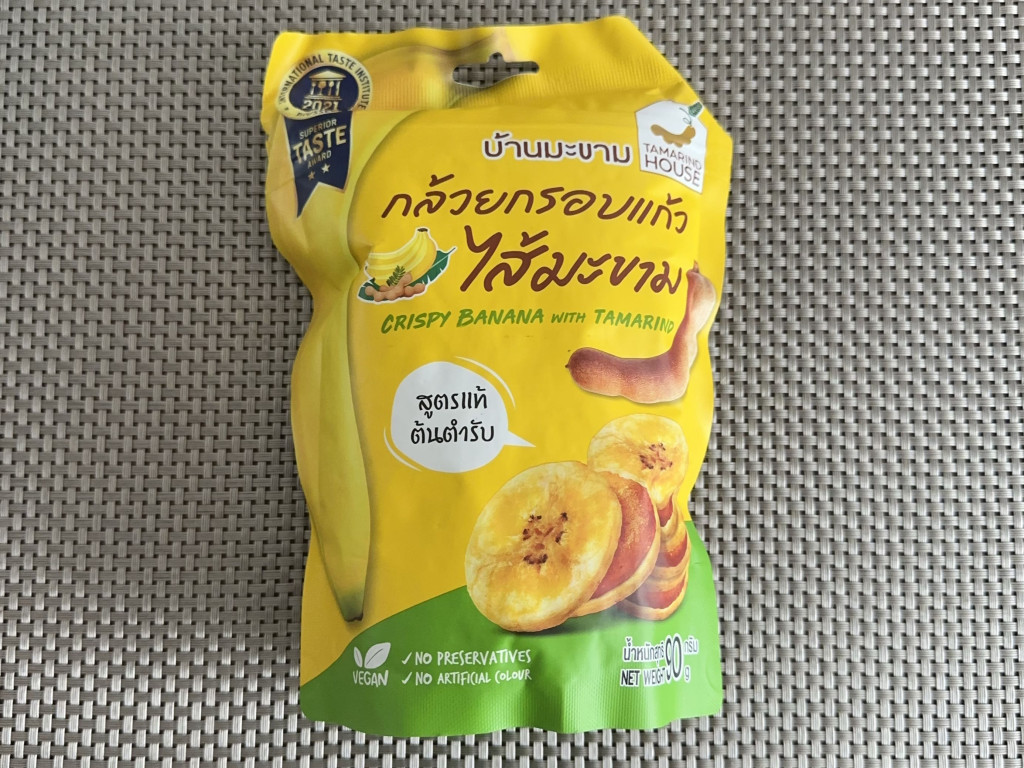 INTERNATIONAL TASTE INSTITUTE
2021
SUPERIOR
TASTE
AWARD
บ้านมะขาม
TAMARIND
HOUSE
กล้วยกรอบแก้ว
ไส้มะขาม
CRISPY BANANA WITH TAMARIND
สูตรแท้
ต้นตำรับ
VEGAN
✓ NO PRESERVATIVES
✓ NO ARTIFICIAL COLOUR
น้ำหนักสุทธิ 90 กรัม
NET WEIGHT 90 g